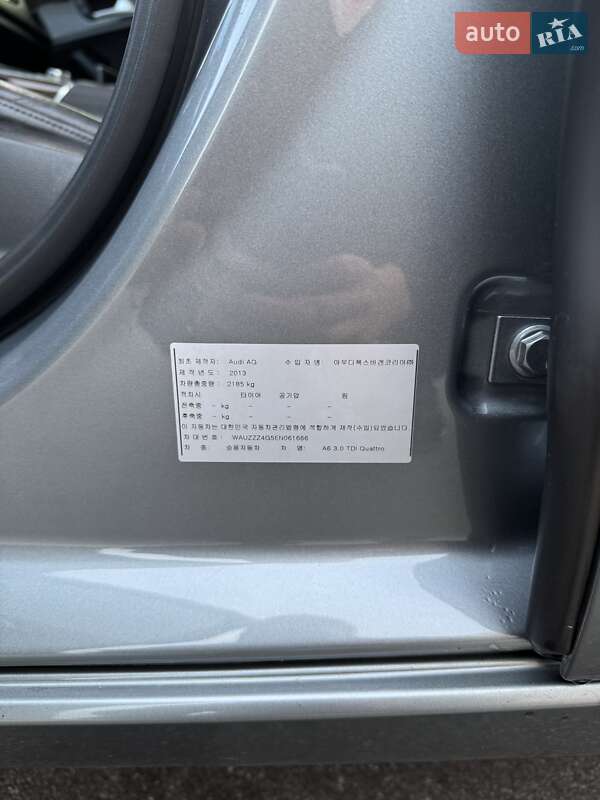 auto RIA .com
최초 제작자: Audi AG 수 입 자 명: 아우디폭스바겐코리아㈜
제 작 년 도: 2013
차량총중량: 2185 kg
적차시 타이어 공기압 림
전축중 - kg - - -
후축중 - kg - - -
이 자동차는 대한민국 자동차관리법령에 적합하게 제작(수입)되었습니다.
차 대 번 호: WAUZZZ4G5EN061666
차 종: 승용자동차 차 명: A6 3.0 TDI Quattro